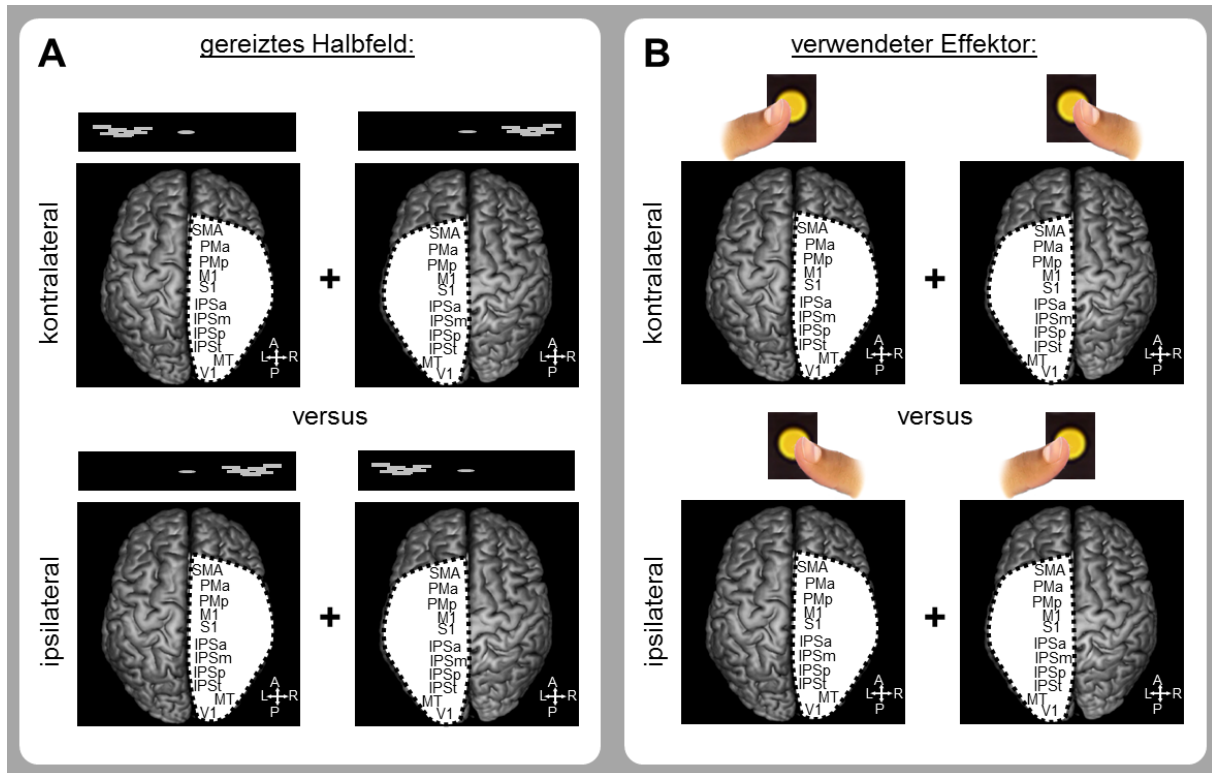 A
gereiztes Halbfeld:
kontralateral
SMA
PMa
PMp
M1
S1
IPSa
IPSm
IPSp
IPSt
MT
V1
A
L R
P
+
SMA
PMa
PMp
M1
S1
IPSa
IPSm
IPSp
IPSt
MT
V1
A
L R
P
versus
ipsilateral
SMA
PMa
PMp
M1
S1
IPSa
IPSm
IPSp
IPSt
MT
V1
A
L R
P
+
SMA
PMa
PMp
M1
S1
IPSa
IPSm
IPSp
IPSt
MT
V1
A
L R
P
B
verwendeter Effektor:
kontralateral
SMA
PMa
PMp
M1
S1
IPSa
IPSm
IPSp
IPSt
MT
V1
A
L R
P
+
SMA
PMa
PMp
M1
S1
IPSa
IPSm
IPSp
IPSt
MT
V1
A
L R
P
versus
ipsilateral
SMA
PMa
PMp
M1
S1
IPSa
IPSm
IPSp
IPSt
MT
V1
A
L R
P
+
SMA
PMa
PMp
M1
S1
IPSa
IPSm
IPSp
IPSt
MT
V1
A
L R
P